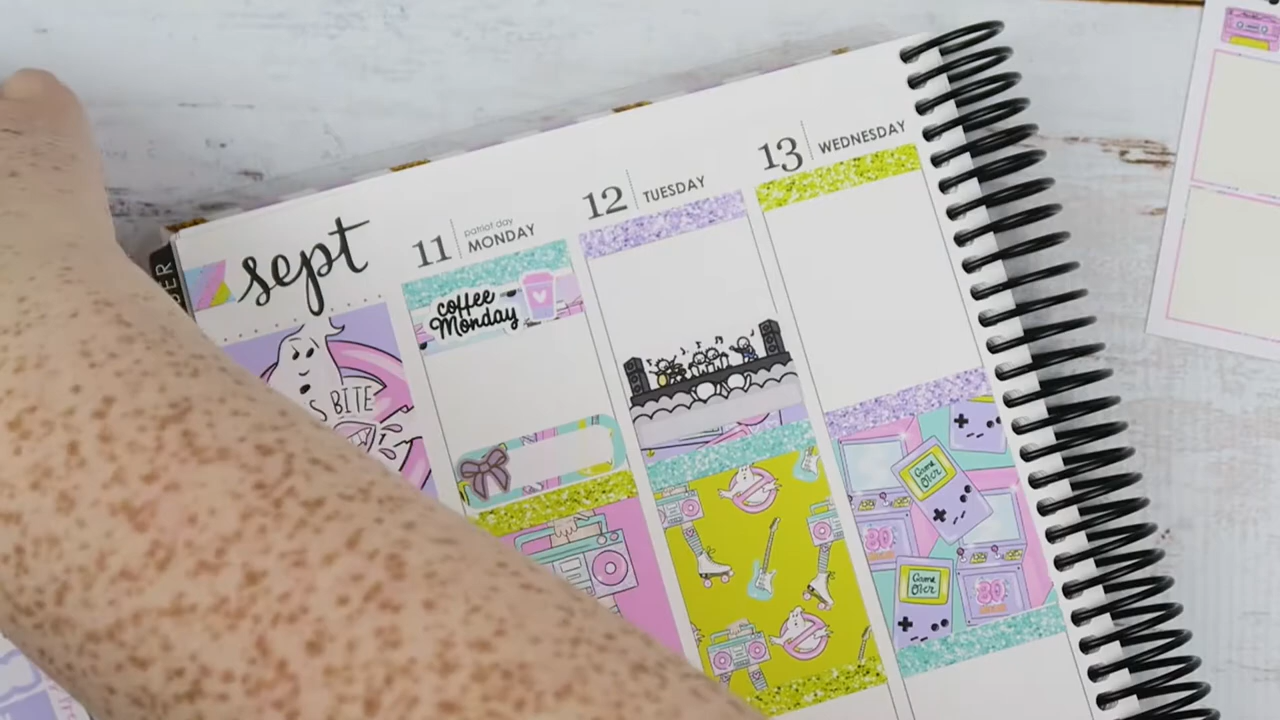 sept
11
patriot day
MONDAY
12
TUESDAY
13
WEDNESDAY
coffee
Monday
BITE
Game
Over
80
Game
Over
80